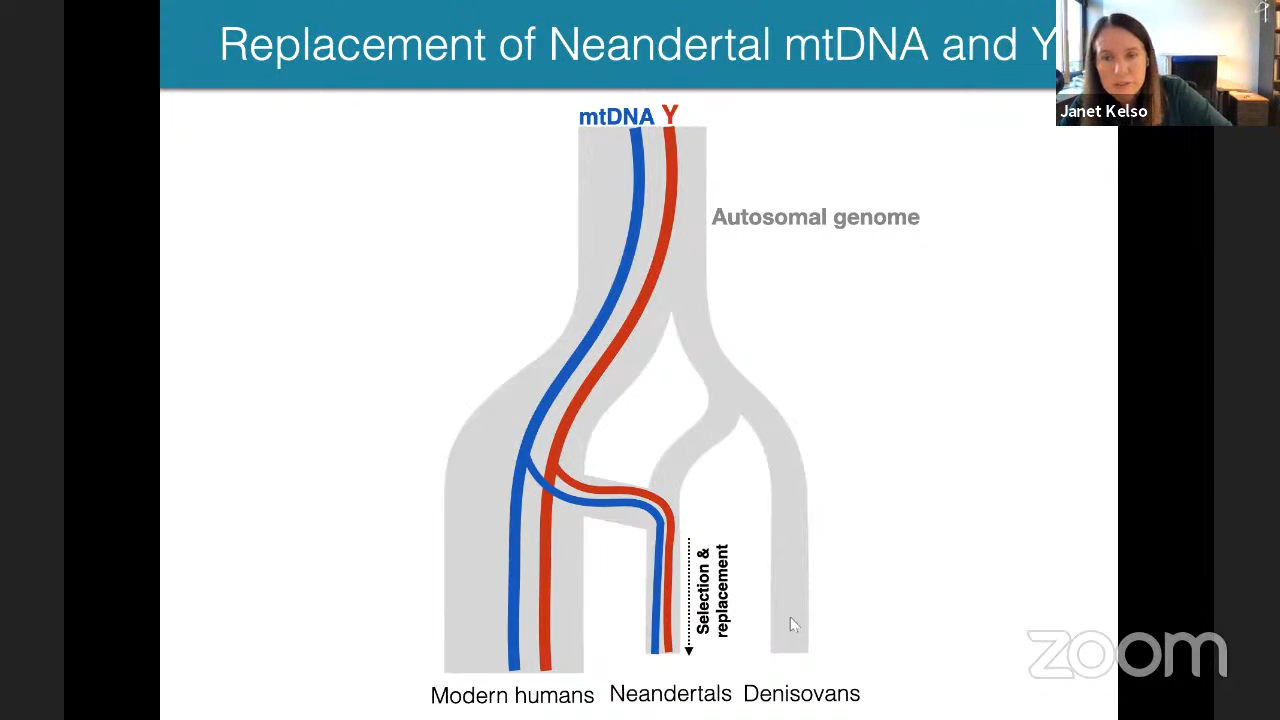 Replacement of Neandertal mtDNA and Y
Janet Kelso
mtDNA Y
Autosomal genome
Selection &
replacement
Modern humans Neandertals Denisovans
zoom